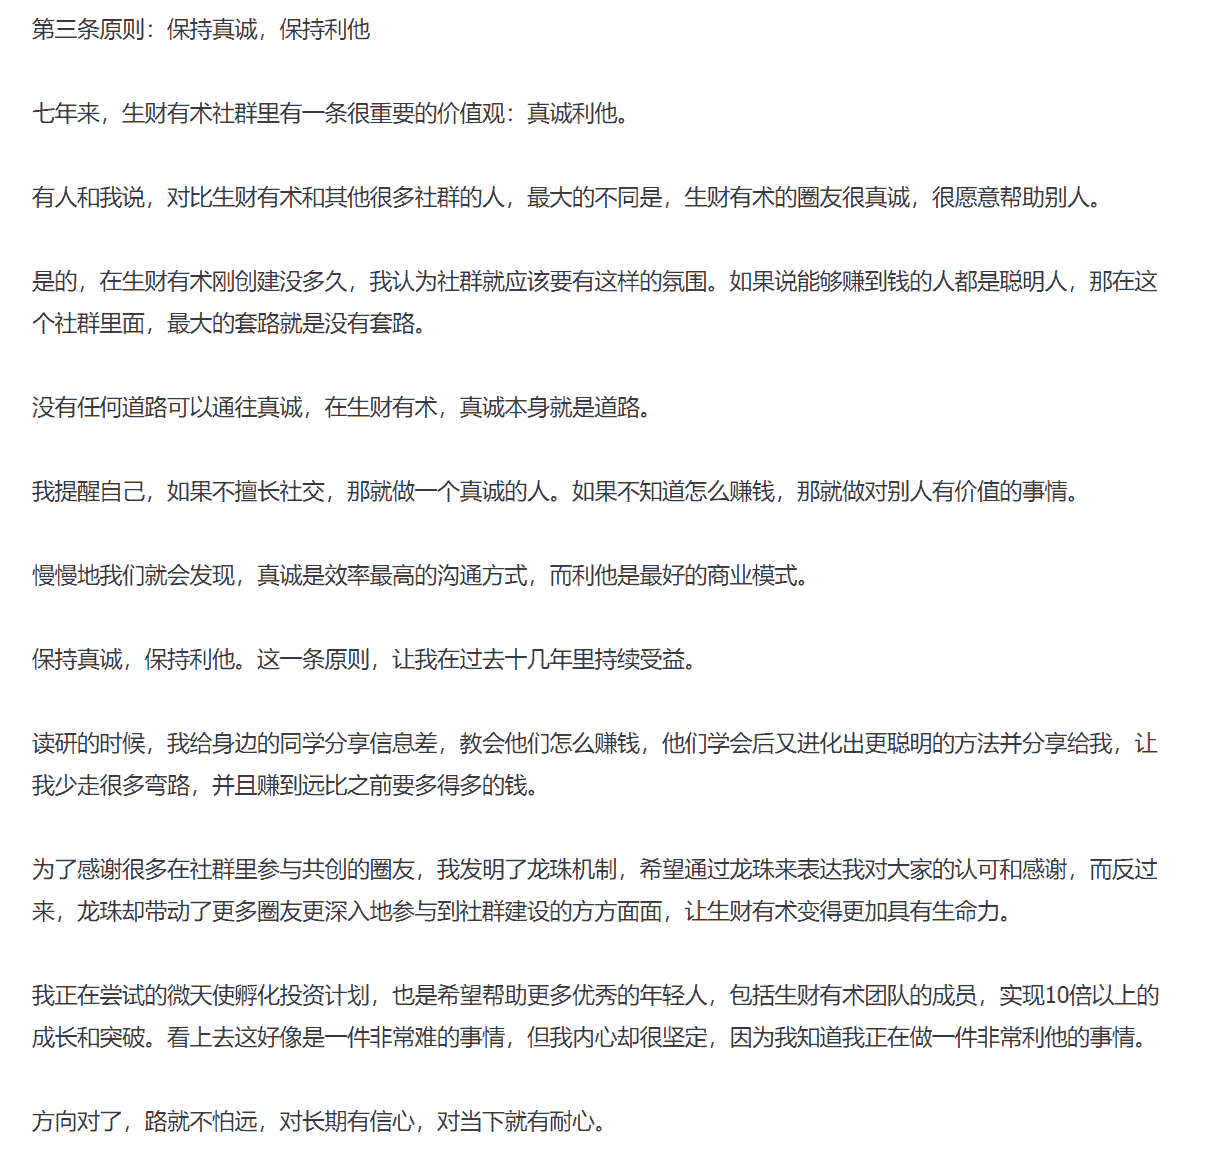 第三条原则：保持真诚，保持利他
七年来，生财有术社群里有一条很重要的价值观：真诚利他。
有人和我说，对比生财有术和其他很多社群的人，最大的不同是，生财有术的圈友很真诚，很愿意帮助别人。
是的，在生财有术刚创建没多久，我认为社群就应该要有这样的氛围。如果说能够赚到钱的人都是聪明人，那在这
个社群里面，最大的套路就是没有套路。
没有任何道路可以通往真诚，在生财有术，真诚本身就是道路。
我提醒自己，如果不擅长社交，那就做一个真诚的人。如果不知道怎么赚钱，那就做对别人有价值的事情。
慢慢地我们就会发现，真诚是效率最高的沟通方式，而利他是最好的商业模式。
保持真诚，保持利他。这一条原则，让我在过去十几年里持续受益。
读研的时候，我给身边的同学分享信息差，教会他们怎么赚钱，他们学会后又进化出更聪明的方法并分享给我，让
我少走很多弯路，并且赚到远比之前要多得多的钱。
为了感谢很多在社群里参与共创的圈友，我发明了龙珠机制，希望通过龙珠来表达我对大家的认可和感谢，而反过
来，龙珠却带动了更多圈友更深入地参与到社群建设的方方面面，让生财有术变得更加具有生命力。
我正在尝试的微天使孵化投资计划，也是希望帮助更多优秀的年轻人，包括生财有术团队的成员，实现10倍以上的
成长和突破。看上去这好像是一件非常难的事情，但我内心却很坚定，因为我知道我正在做一件非常利他的事情。
方向对了，路就不怕远，对长期有信心，对当下就有耐心。